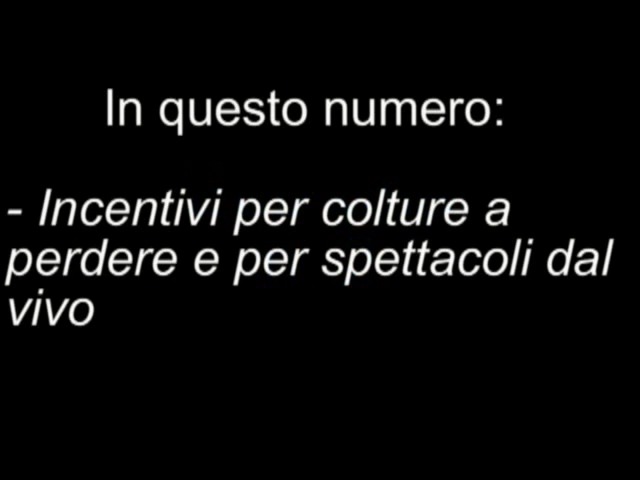 In questo numero:
- Incentivi per colture a
perdere e per spettacoli dal
vivo